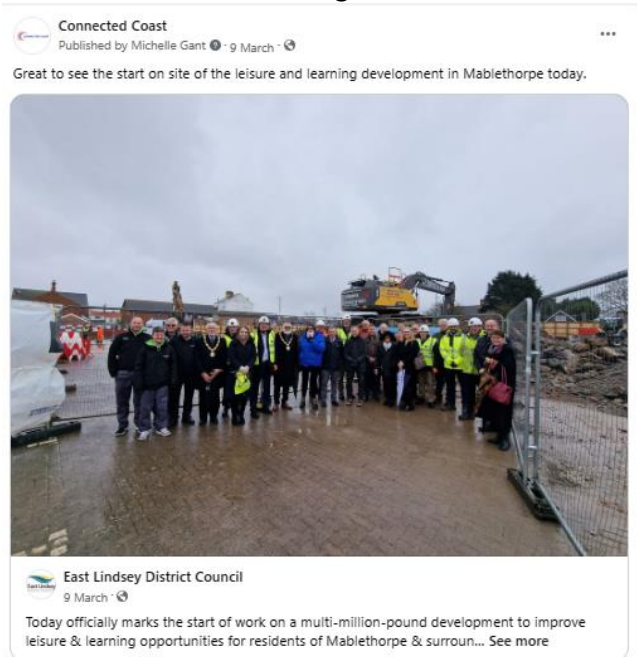 Connected Coast
Published by Michelle Gant · 9 March ·
Great to see the start on site of the leisure and learning development in Mablethorpe today.
East Lindsey District Council
9 March ·
Today officially marks the start of work on a multi-million-pound development to improve
leisure & learning opportunities for residents of Mablethorpe & surroun... See more